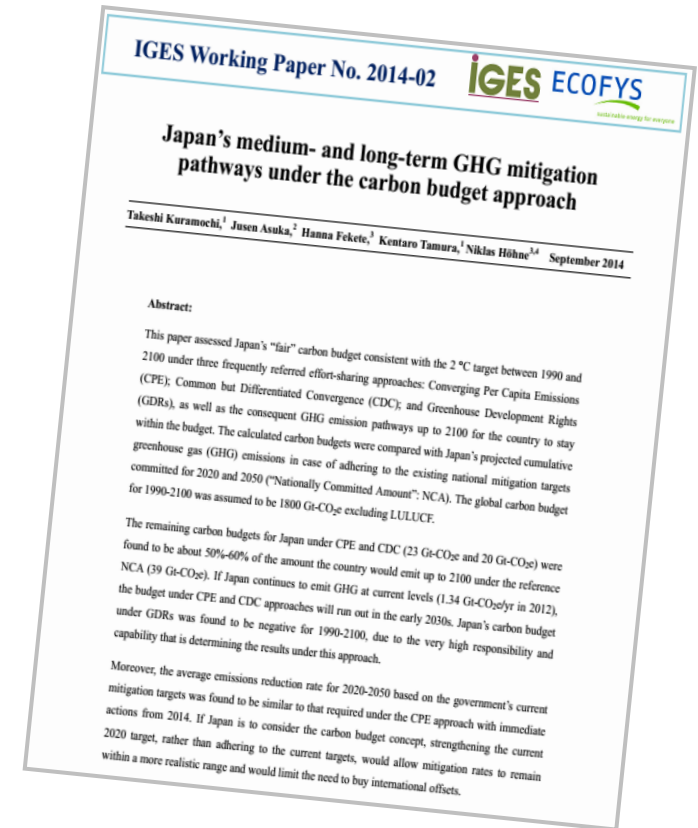 IGES Working Paper No. 2014-02
IGES ECOFYS
sustainable energy for everyone
Japan's medium- and long-term GHG mitigation
pathways under the carbon budget approach
Takeshi Kuramochi,1 Jusen Asuka,2 Hanna Fekete,3 Kentaro Tamura,1 Niklas Höhne3,4 September 2014
Abstract:
This paper assessed Japan's "fair" carbon budget consistent with the 2 °C target between 1990 and
2100 under three frequently referred effort-sharing approaches: Converging Per Capita Emissions
(CPE); Common but Differentiated Convergence (CDC); and Greenhouse Development Rights
(GDRs), as well as the consequent GHG emission pathways up to 2100 for the country to stay
within the budget. The calculated carbon budgets were compared with Japan's projected cumulative
greenhouse gas (GHG) emissions in case of adhering to the existing national mitigation targets
committed for 2020 and 2050 ("Nationally Committed Amount": NCA). The global carbon budget
for 1990-2100 was assumed to be 1800 Gt-CO2e excluding LULUCF.
The remaining carbon budgets for Japan under CPE and CDC (23 Gt-CO2e and 20 Gt-CO2e) were
found to be about 50%-60% of the amount the country would emit up to 2100 under the reference
NCA (39 Gt-CO2e). If Japan continues to emit GHG at current levels (1.34 Gt-CO2e/yr in 2012),
the budget under CPE and CDC approaches will run out in the early 2030s. Japan's carbon budget
under GDRs was found to be negative for 1990-2100, due to the very high responsibility and
capability that is determining the results under this approach.
Moreover, the average emissions reduction rate for 2020-2050 based on the government's current
mitigation targets was found to be similar to that required under the CPE approach with immediate
actions from 2014. If Japan is to consider the carbon budget concept, strengthening the current
2020 target, rather than adhering to the current targets, would allow mitigation rates to remain
within a more realistic range and would limit the need to buy international offsets.